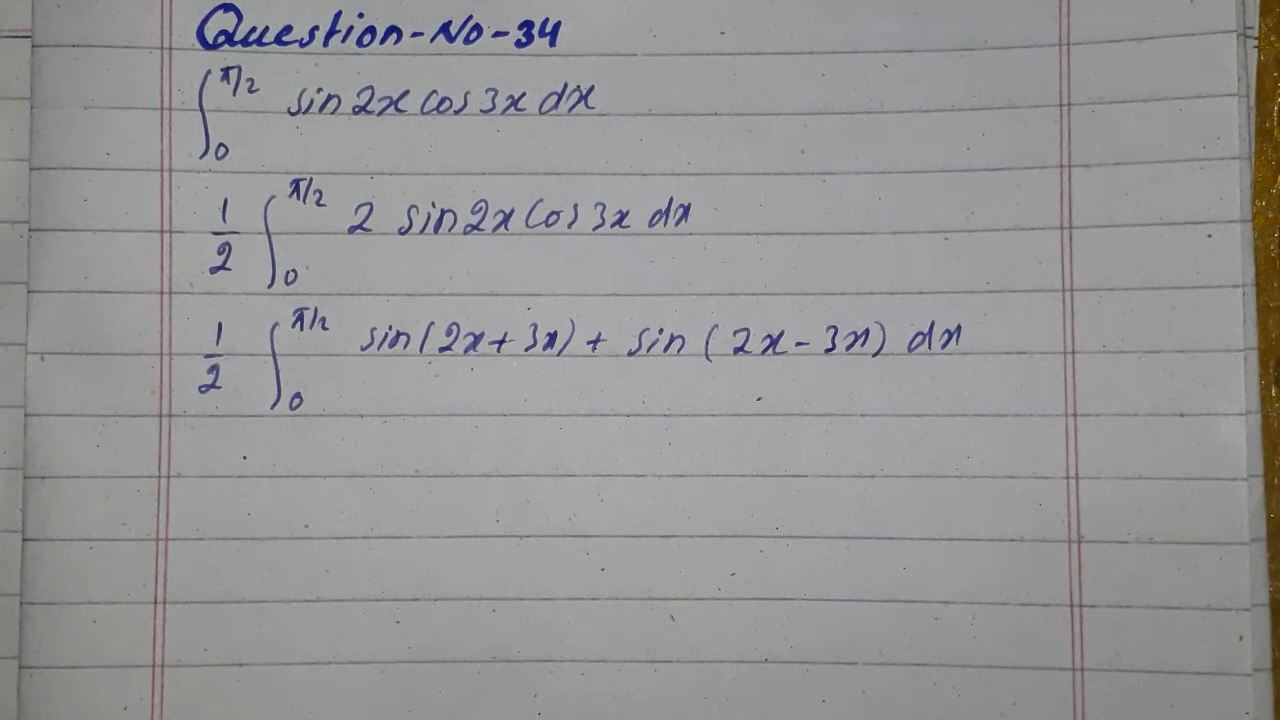 Question-No-34
∫₀^π/2 sin2x cos3x dx
1/2 ∫₀^π/2 2 sin2x cos3x dx
1/2 ∫₀^π/2 sin(2x+3x) + sin(2x-3x) dx